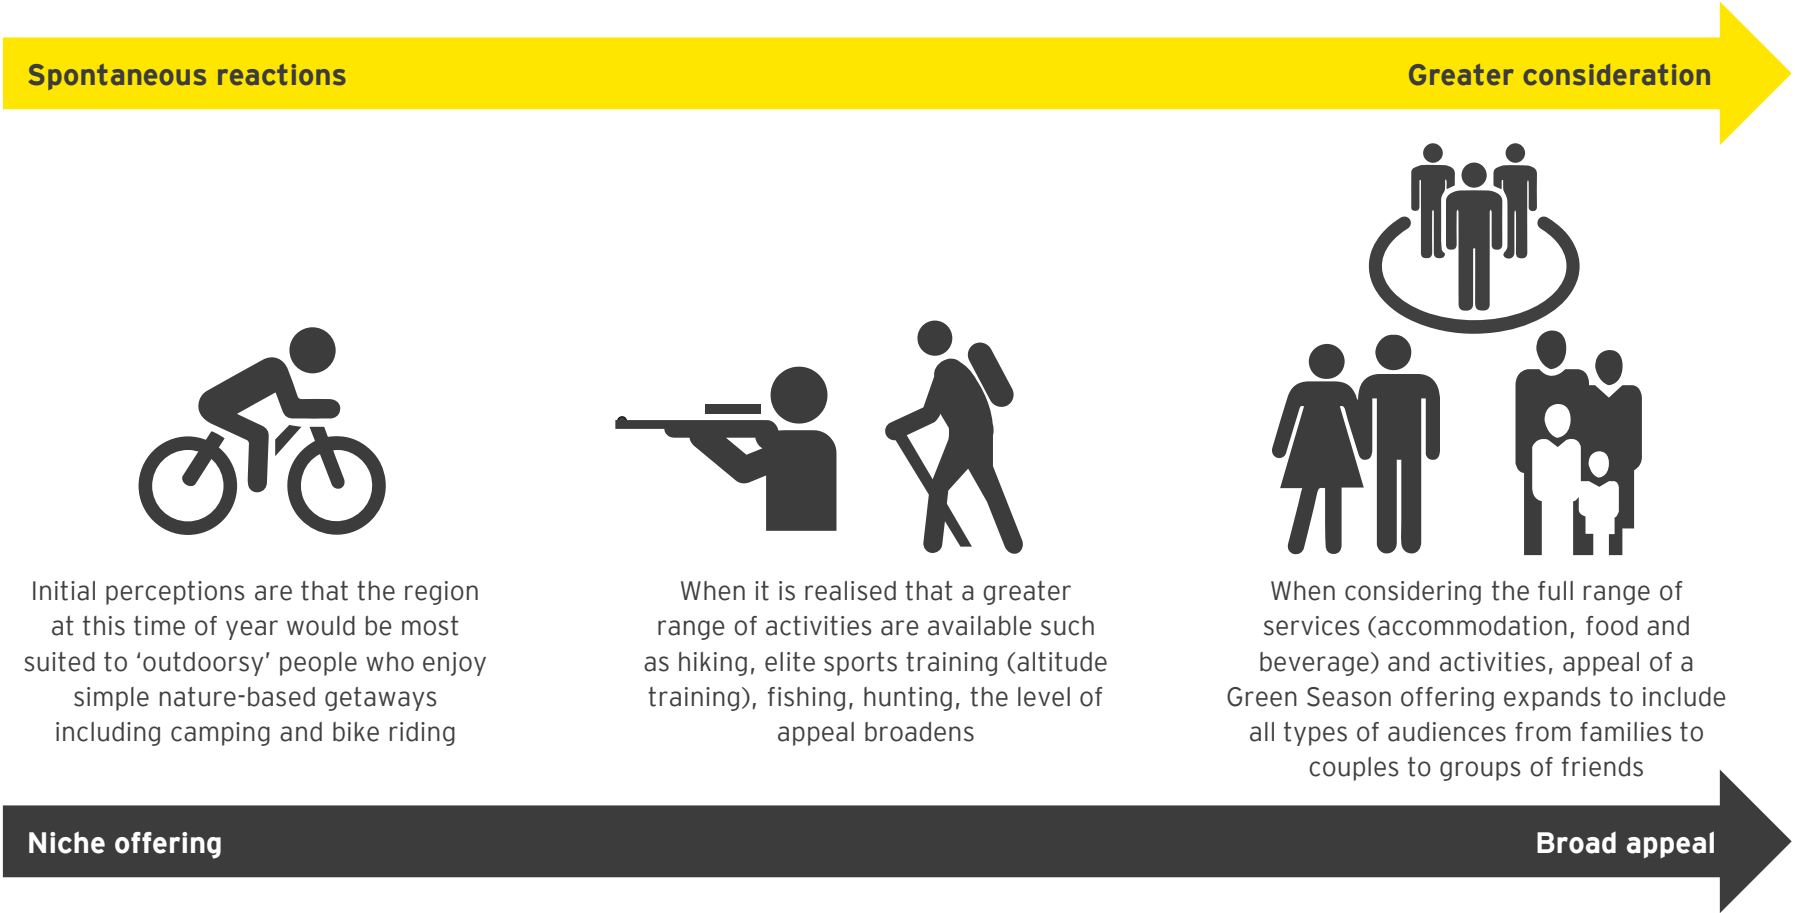 Spontaneous reactions
Greater consideration
Initial perceptions are that the region
at this time of year would be most
suited to ‘outdoorsy’ people who enjoy
simple nature-based getaways
including camping and bike riding
When it is realised that a greater
range of activities are available such
as hiking, elite sports training (altitude
training), fishing, hunting, the level of
appeal broadens
When considering the full range of
services (accommodation, food and
beverage) and activities, appeal of a
Green Season offering expands to include
all types of audiences from families to
couples to groups of friends
Niche offering
Broad appeal